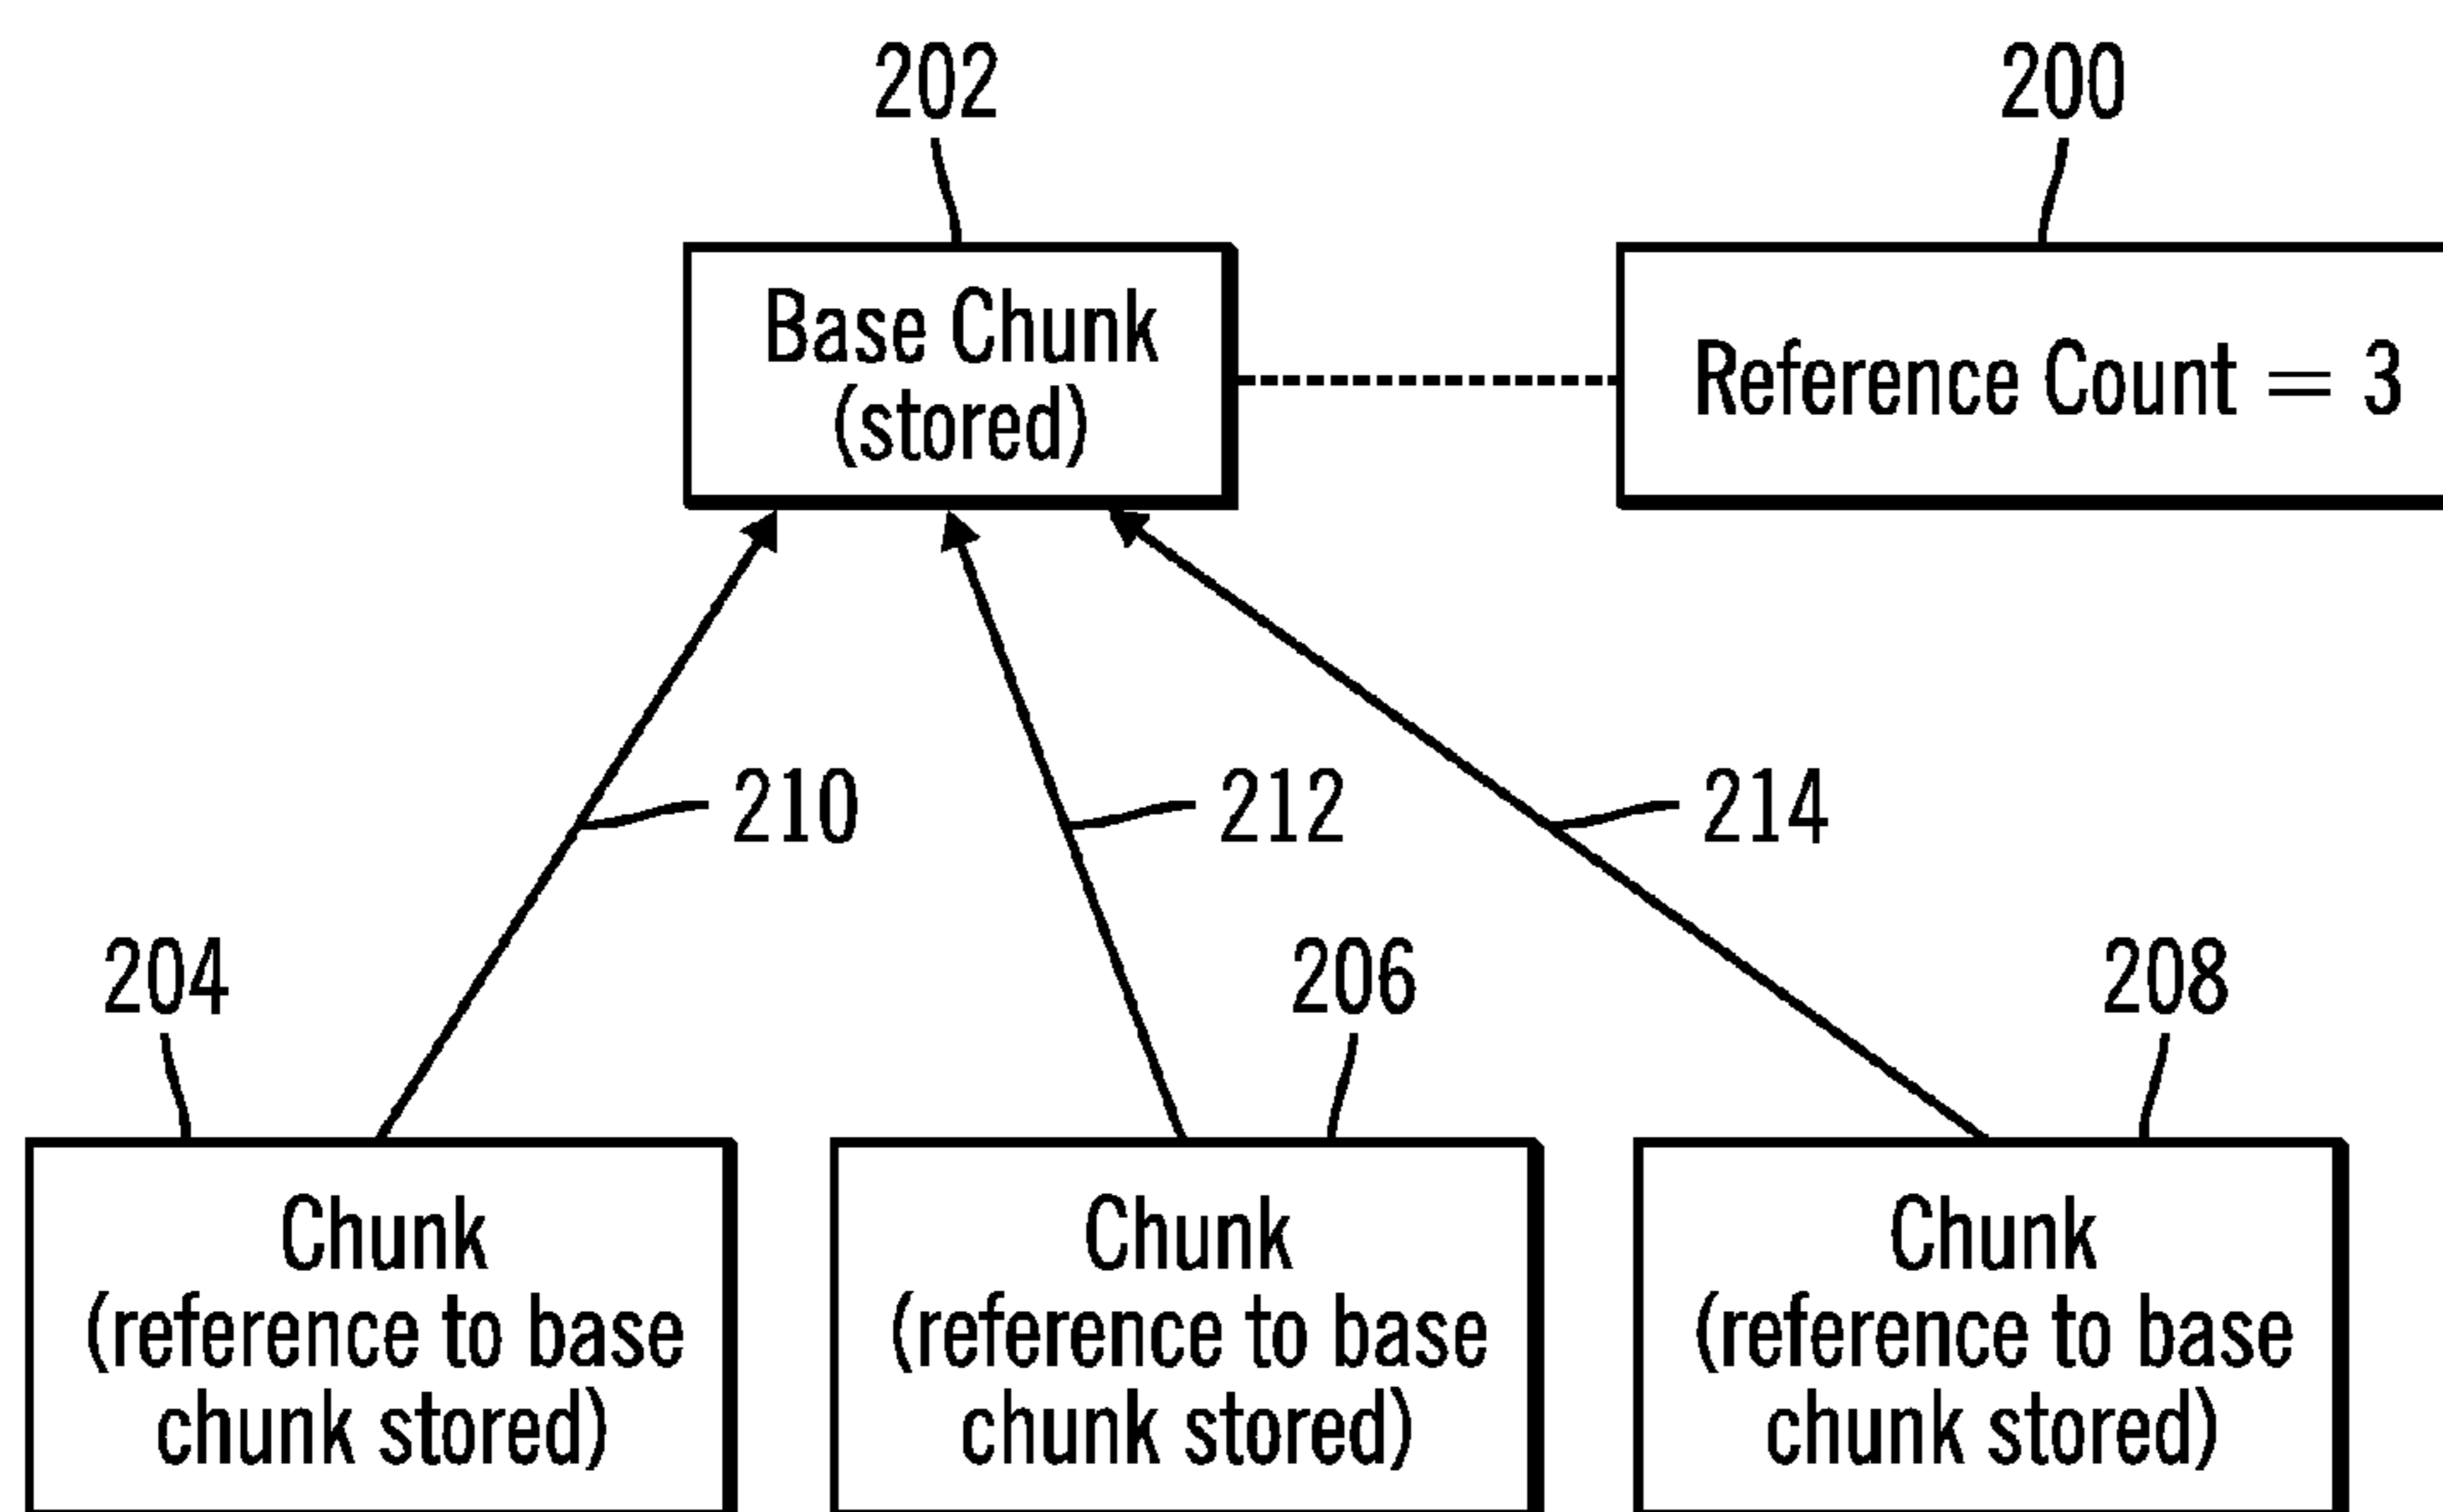 202
200
Base Chunk
(stored)
Reference Count = 3
210
212
214
204
206
208
Chunk
(reference to base
chunk stored)
Chunk
(reference to base
chunk stored)
Chunk
(reference to base
chunk stored)